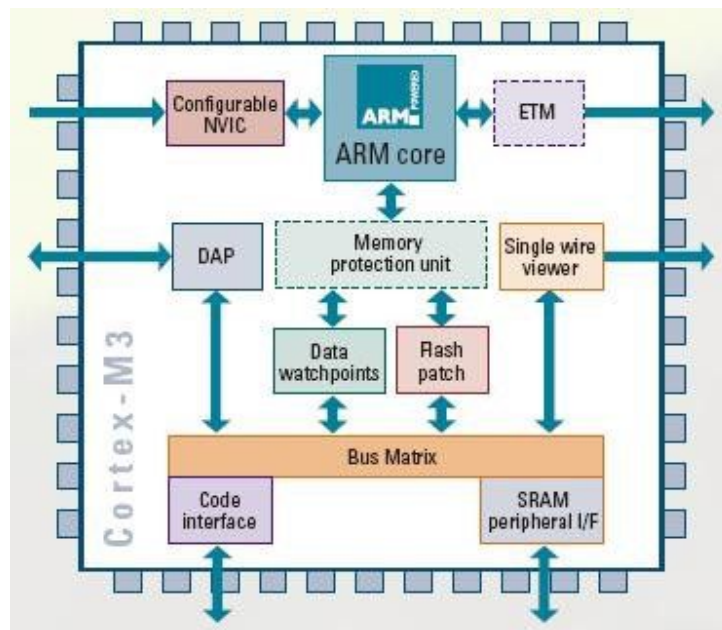 Configurable
NVIC
ARM
POWERED
ARM core
ETM
DAP
Memory
protection unit
Single wire
viewer
Data
watchpoints
Flash
patch
Bus Matrix
Code
interface
SRAM
peripheral I/F
Cortex-M3